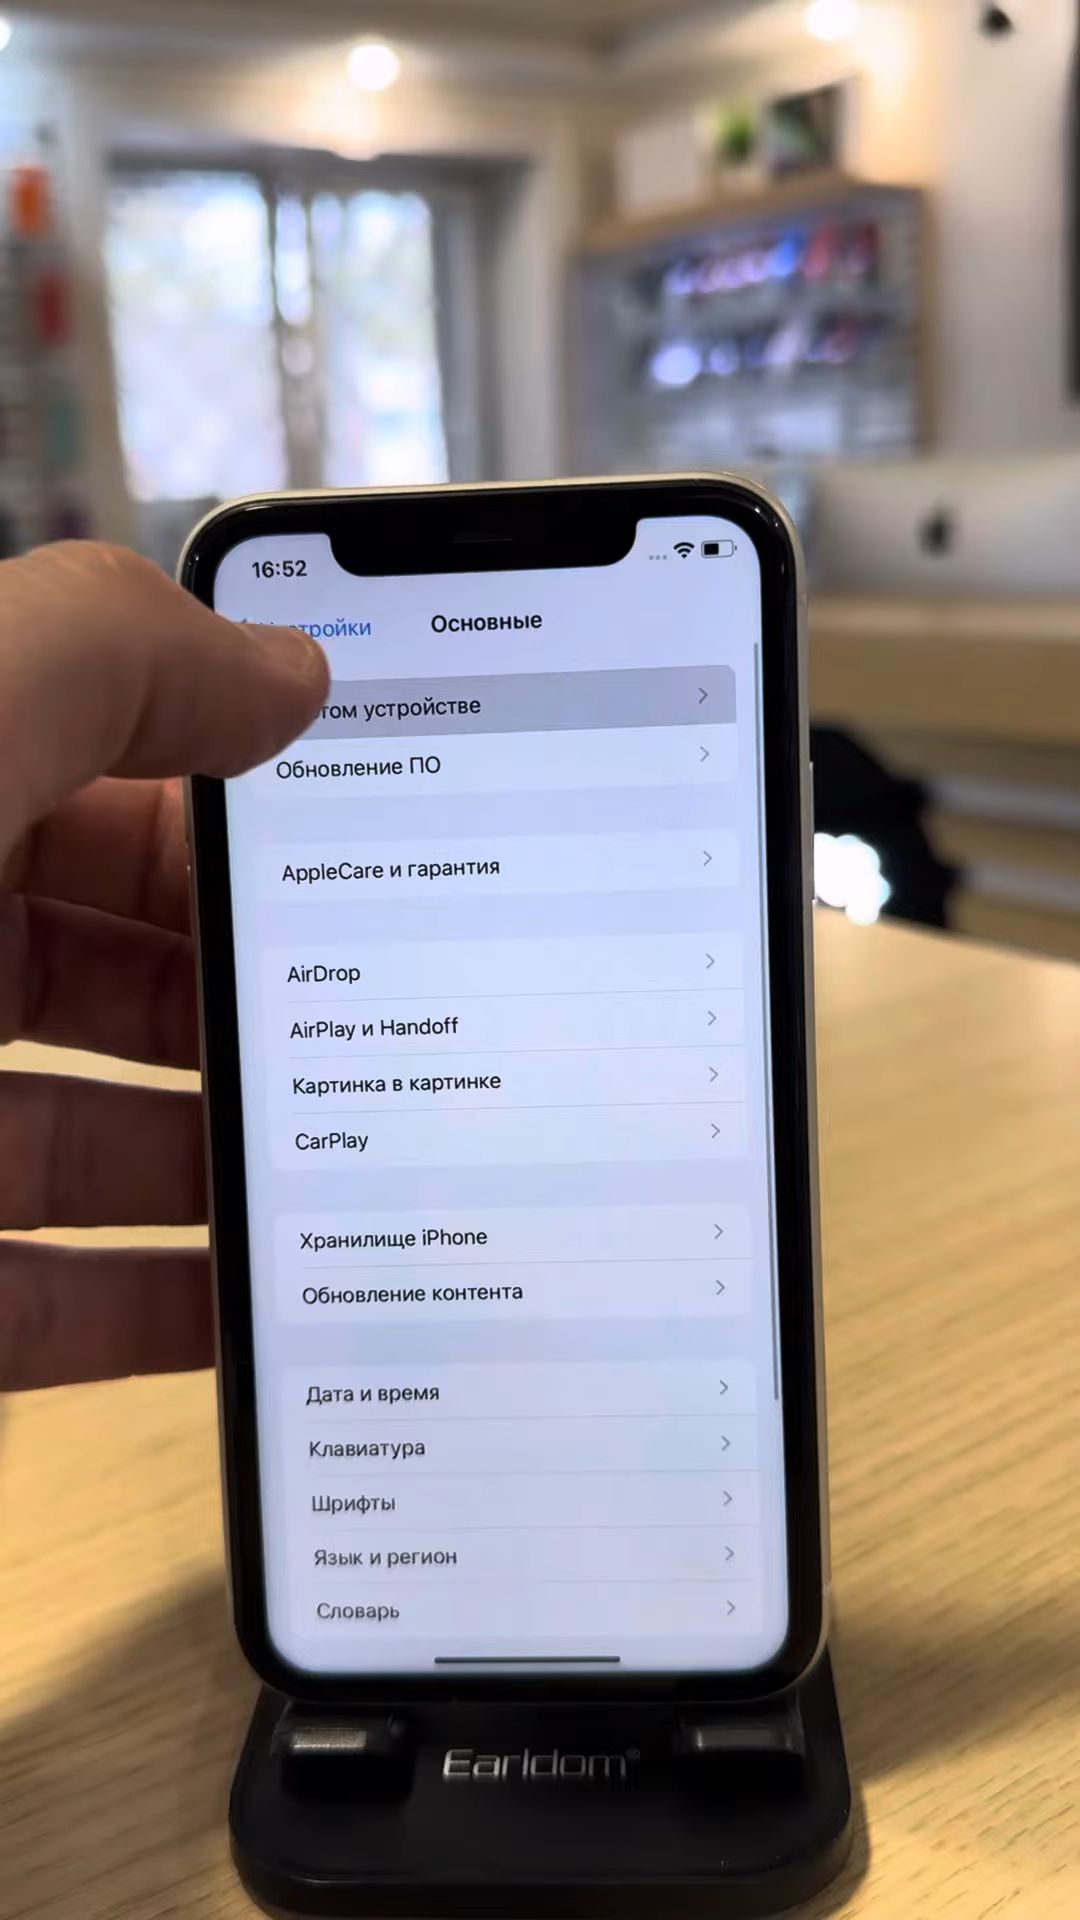 16:52
тройки
Основные
том устройстве
Обновление ПО
AppleCare и гарантия
AirDrop
AirPlay и Handoff
Картинка в картинке
CarPlay
Хранилище iPhone
Обновление контента
Дата и время
Клавиатура
Шрифты
Язык и регион
Словарь
Earldom®